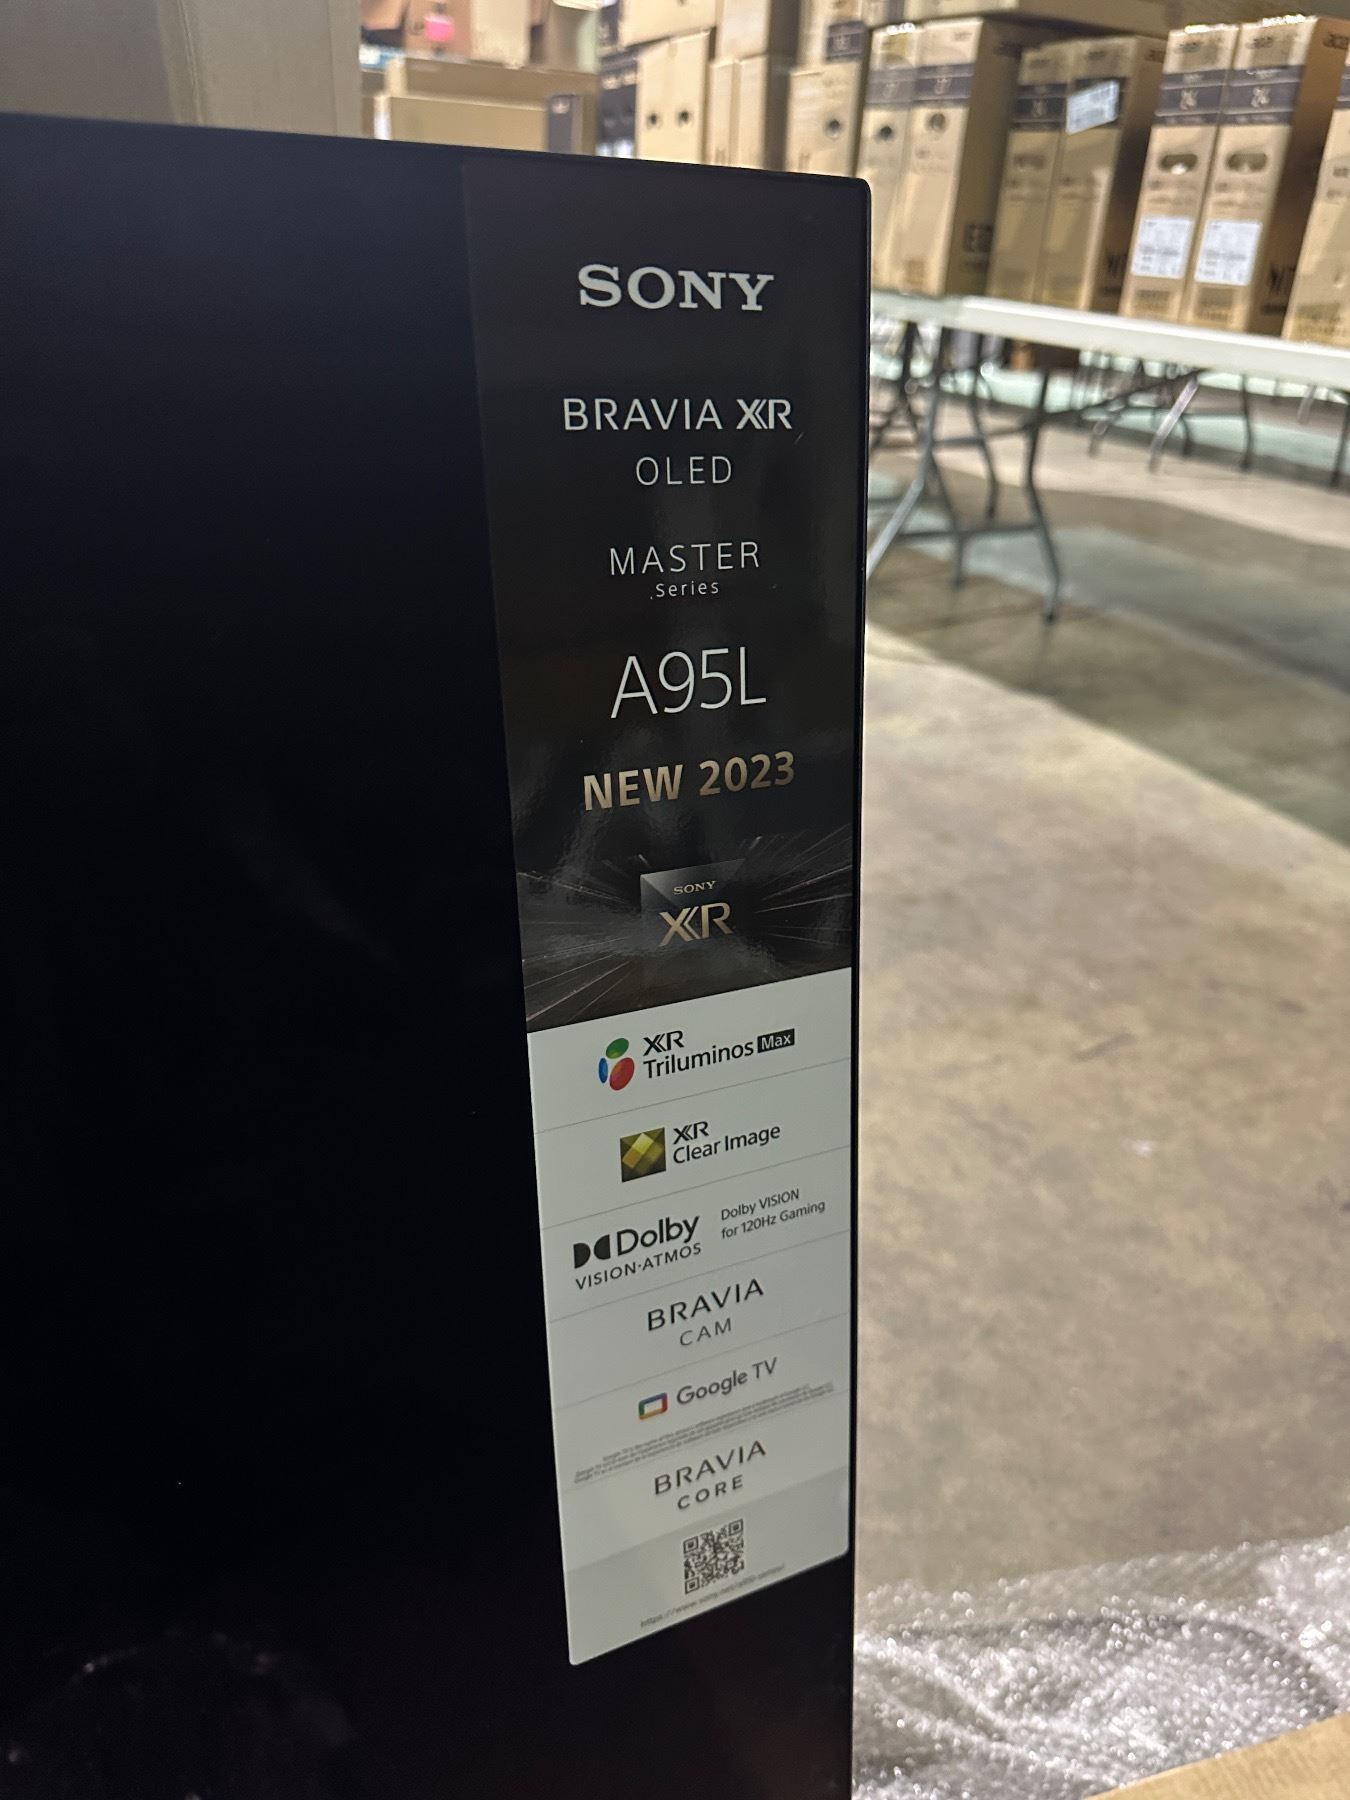 SONY
BRAVIA XR
OLED
MASTER
Series
A95L
NEW 2023
SONY
XR
XR
Triluminos Max
XR
Clear Image
Dolby
VISION·ATMOS
Dolby VISION
for 120Hz Gaming
BRAVIA
CAM
Google TV
BRAVIA
CORE